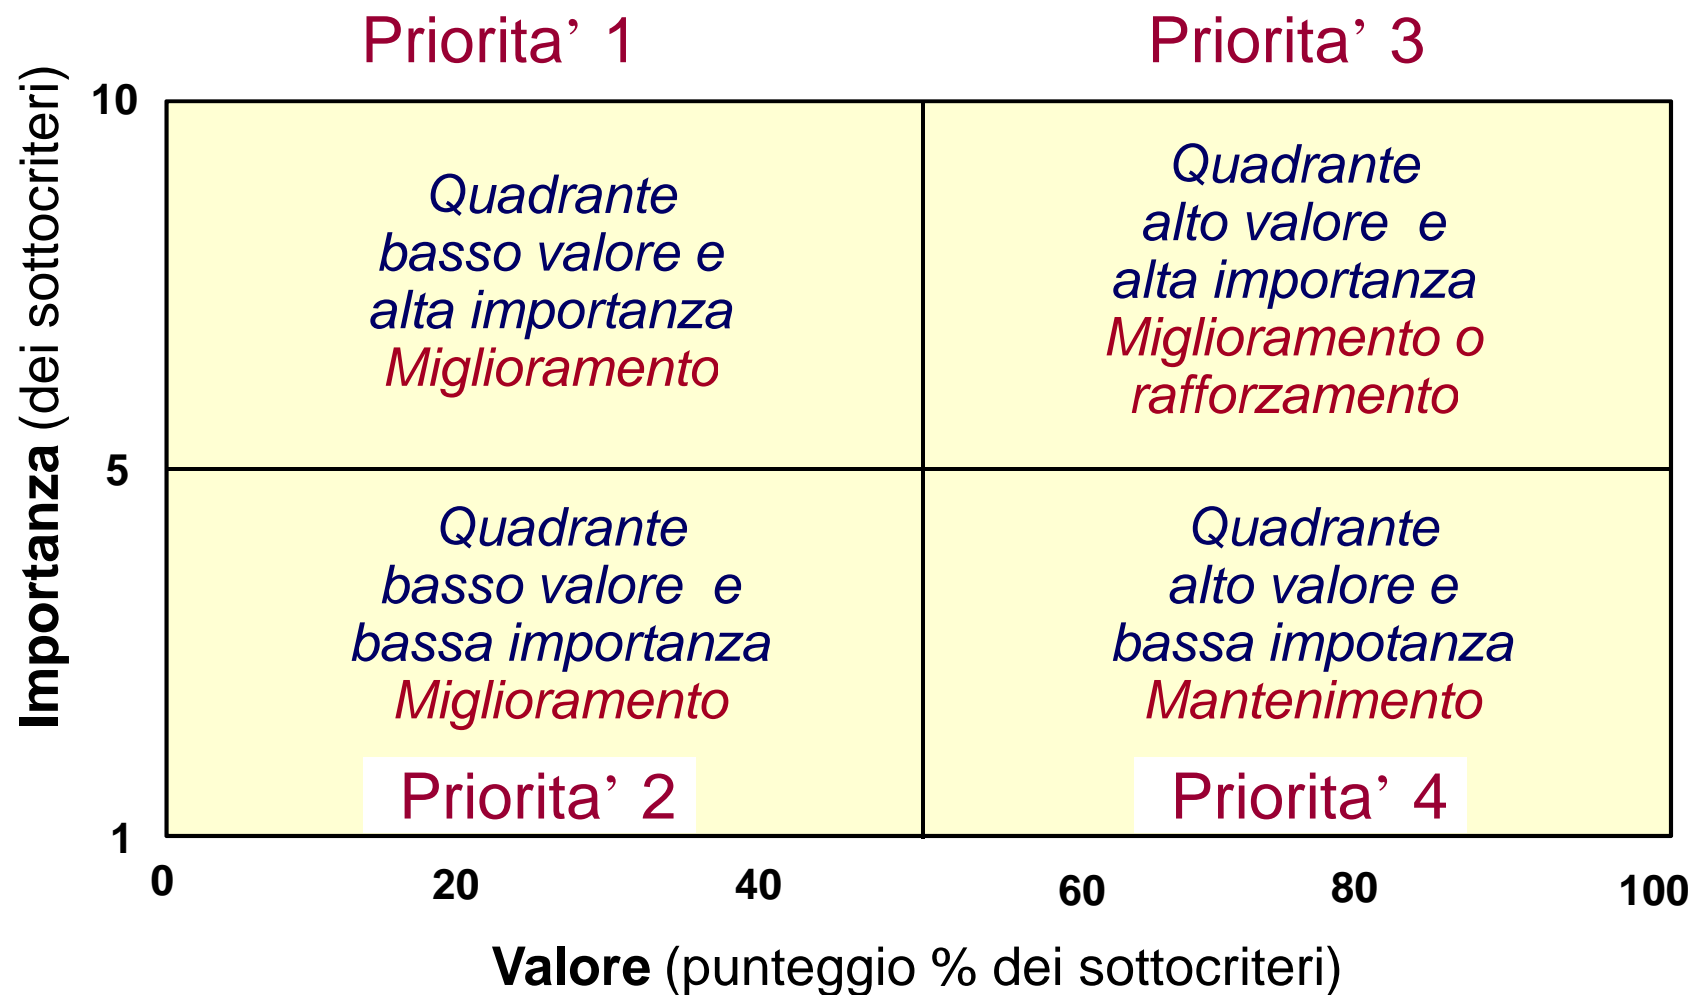 Priorita’ 1
Priorita’ 3
Importanza (dei sottocriteri)
10
5
1
Quadrante
basso valore e
alta importanza
Miglioramento
Quadrante
alto valore  e
alta importanza
Miglioramento o
rafforzamento
Quadrante
basso valore  e
bassa importanza
Miglioramento
Priorita’ 2
Quadrante
alto valore e
bassa impotanza
Mantenimento
Priorita’ 4
0 20 40 60 80 100
Valore (punteggio % dei sottocriteri)